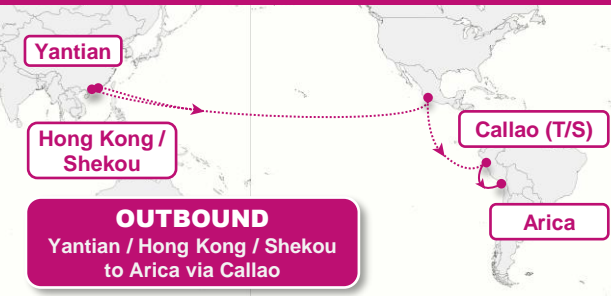 Yantian
Hong Kong /
Shekou
Callao (T/S)
Arica
OUTBOUND
Yantian / Hong Kong / Shekou
to Arica via Callao